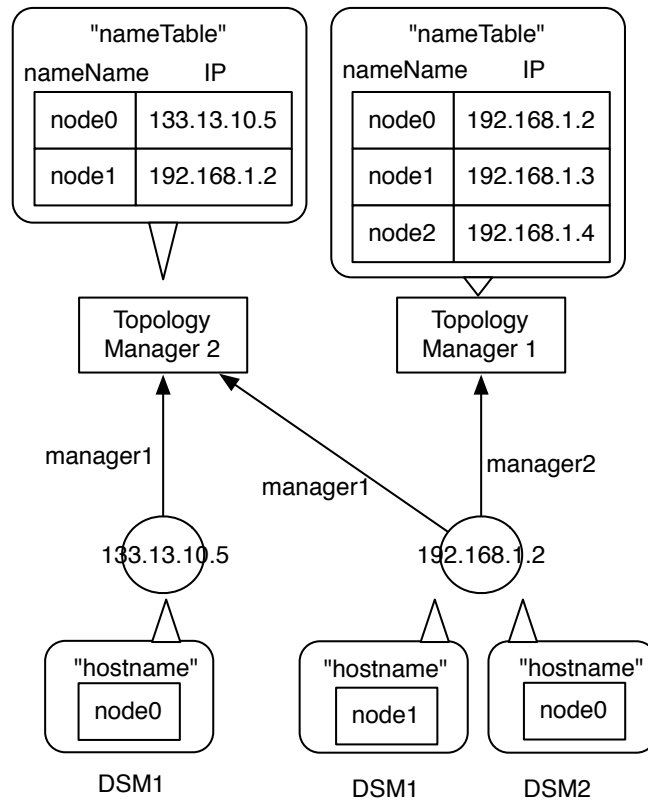 "nameTable"
nameName IP
node0 133.13.10.5
node1 192.168.1.2
"nameTable"
nameName IP
node0 192.168.1.2
node1 192.168.1.3
node2 192.168.1.4
Topology
Manager 2
Topology
Manager 1
manager1
manager1
manager2
133.13.10.5
192.168.1.2
"hostname"
node0
DSM1
"hostname"
node1
DSM1
"hostname"
node0
DSM2